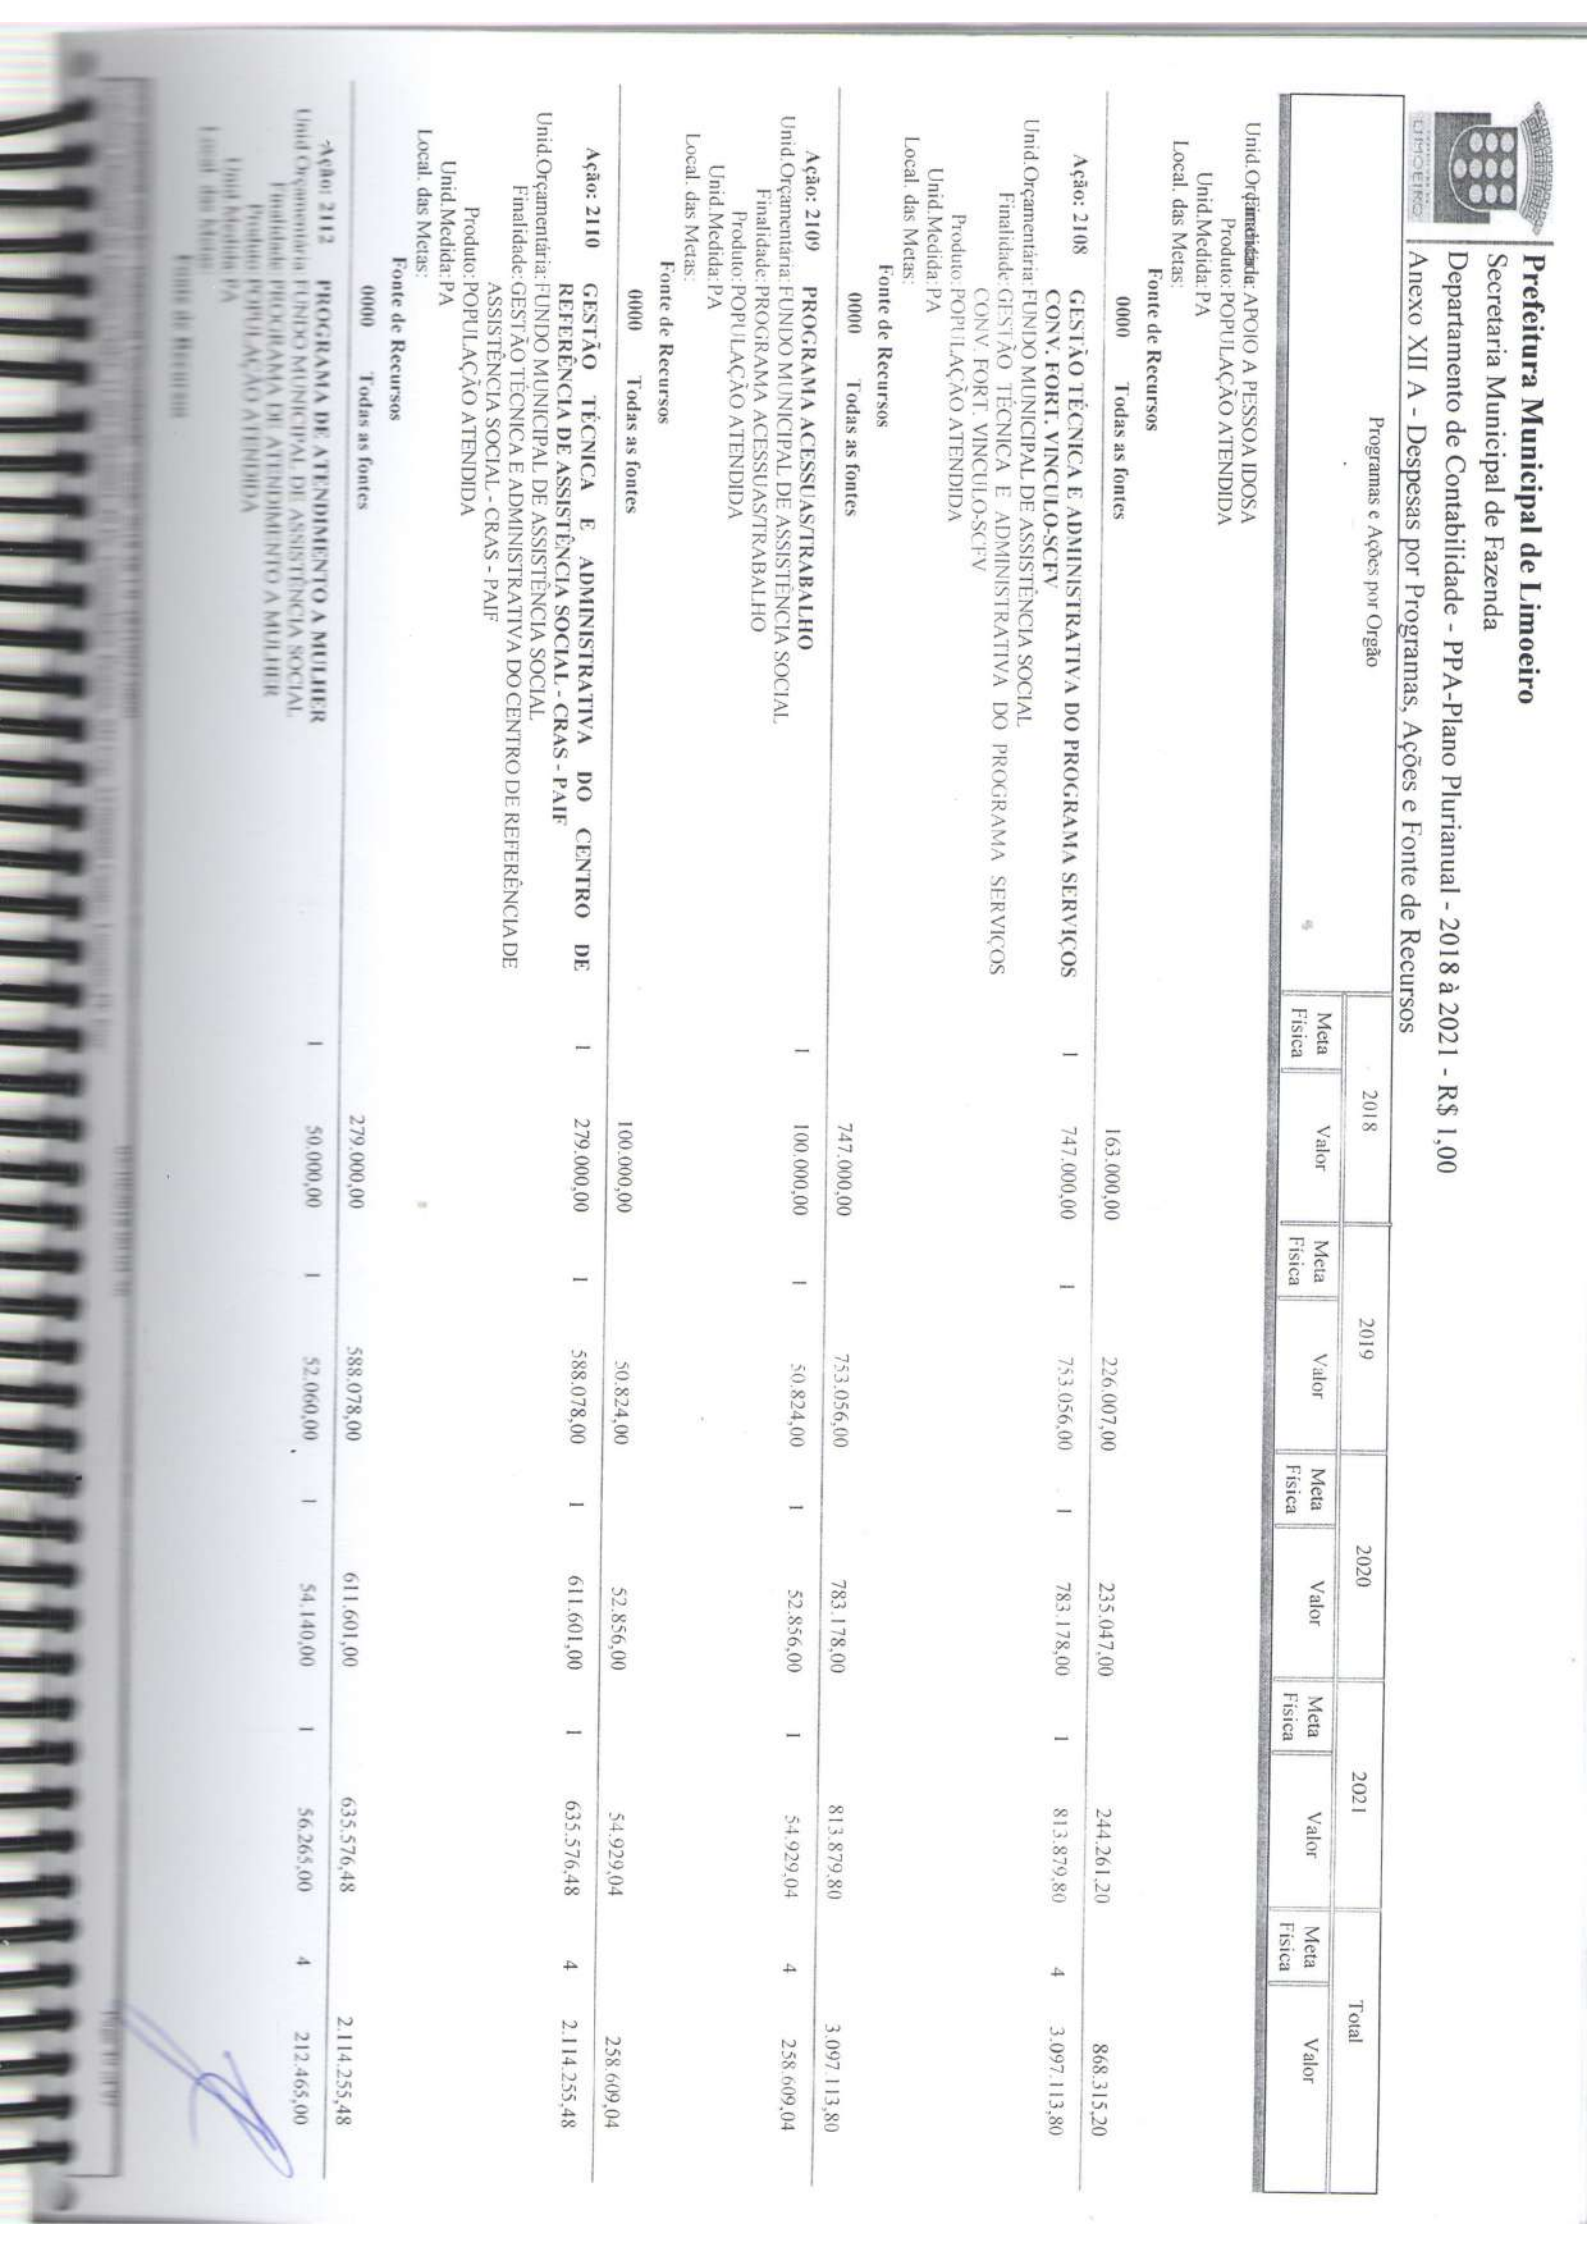 Prefeitura Municipal de Limoeiro
Secretaria Municipal de Fazenda
Departamento de Contabilidade - PPA-Plano Plurianual - 2018 à 2021 - R$ 1,00
Anexo XII A - Despesas por Programas, Ações e Fonte de Recursos
LIMOEIRO
Programas e Ações por Orgão 2018 2019 2020 2021 Total
Meta Física Valor Meta Física Valor Meta Física Valor Meta Física Valor Meta Física Valor
APOIO A PESSOA IDOSA
Produto: POPULAÇÃO ATENDIDA
Unid.Medida: PA
Local. das Metas:
Fonte de Recursos
0000 Todas as fontes 163.000,00 226.007,00 235.047,00 244.261,20 868.315,20
Ação: 2108 GESTÃO TÉCNICA E ADMINISTRATIVA DO PROGRAMA SERVIÇOS 1 747.000,00 1 753.056,00 1 783.178,00 1 813.879,80 4 3.097.113,80
CONV. FORT. VINCULO-SCFV
Unid.Orçamentária: FUNDO MUNICIPAL DE ASSISTÊNCIA SOCIAL
Finalidade: GESTÃO TÉCNICA E ADMINISTRATIVA DO PROGRAMA SERVIÇOS
CONV. FORT. VINCULO-SCFV
Produto: POPULAÇÃO ATENDIDA
Unid.Medida: PA
Local. das Metas:
Fonte de Recursos
0000 Todas as fontes 747.000,00 753.056,00 783.178,00 813.879,80 3.097.113,80
Ação: 2109 PROGRAMA ACESSUAS/TRABALHO 1 100.000,00 1 50.824,00 1 52.856,00 1 54.929,04 4 258.609,04
Unid.Orçamentária: FUNDO MUNICIPAL DE ASSISTÊNCIA SOCIAL
Finalidade: PROGRAMA ACESSUAS/TRABALHO
Produto: POPULAÇÃO ATENDIDA
Unid.Medida: PA
Local. das Metas:
Fonte de Recursos
0000 Todas as fontes 100.000,00 50.824,00 52.856,00 54.929,04 258.609,04
Ação: 2110 GESTÃO TÉCNICA E ADMINISTRATIVA DO CENTRO DE 1 279.000,00 1 588.078,00 1 611.601,00 1 635.576,48 4 2.114.255,48
REFERÊNCIA DE ASSISTÊNCIA SOCIAL - CRAS - PAIF
Unid.Orçamentária: FUNDO MUNICIPAL DE ASSISTÊNCIA SOCIAL
Finalidade: GESTÃO TÉCNICA E ADMINISTRATIVA DO CENTRO DE REFERÊNCIA DE
ASSISTÊNCIA SOCIAL - CRAS - PAIF
Produto: POPULAÇÃO ATENDIDA
Unid.Medida: PA
Local. das Metas:
Fonte de Recursos
0000 Todas as fontes 279.000,00 588.078,00 611.601,00 635.576,48 2.114.255,48
Ação: 2112 PROGRAMA DE ATENDIMENTO A MULHER 1 50.000,00 1 52.060,00 1 54.140,00 1 56.265,00 4 212.465,00
Unid.Orçamentária: FUNDO MUNICIPAL DE ASSISTÊNCIA SOCIAL
Finalidade: PROGRAMA DE ATENDIMENTO A MULHER
Produto: POPULAÇÃO ATENDIDA
Unid.Medida: PA
Local. das Metas:
Fonte de Recursos